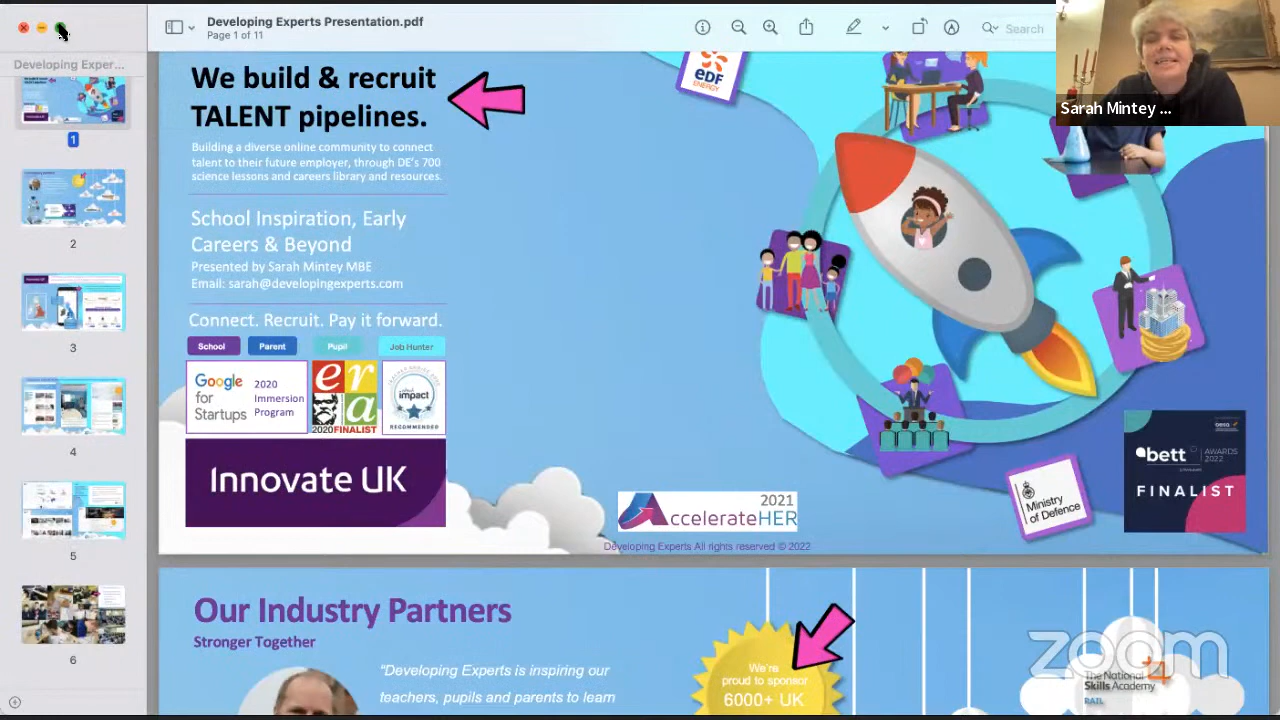 Developing Experts Presentation.pdf
Page 1 of 11
Search
Developing Exper...
Sarah Mintey ...
We build & recruit
TALENT pipelines.
Building a diverse online community to connect
talent to their future employer, through DE's 700
science lessons and careers library and resources.
School Inspiration, Early
Careers & Beyond
Presented by Sarah Mintey MBE
Email: sarah@developingexperts.com
Connect. Recruit. Pay it forward.
School
Parent
Pupil
Job Hunter
Google
for
Startups
2020
Immersion
Program
era
2020 FINALIST
impact
RECOMMENDED
Innovate UK
eDF
ENERGY
Ministry
of Defence
bett
AWARDS
2022
FINALIST
2021
AccelerateHER
Developing Experts All rights reserved © 2022
1
2
3
4
5
6
Our Industry Partners
Stronger Together
"Developing Experts is inspiring our
teachers, pupils and parents to learn
We're
proud to sponsor
6000+ UK
The National
Skills Academy
RAIL
zoom